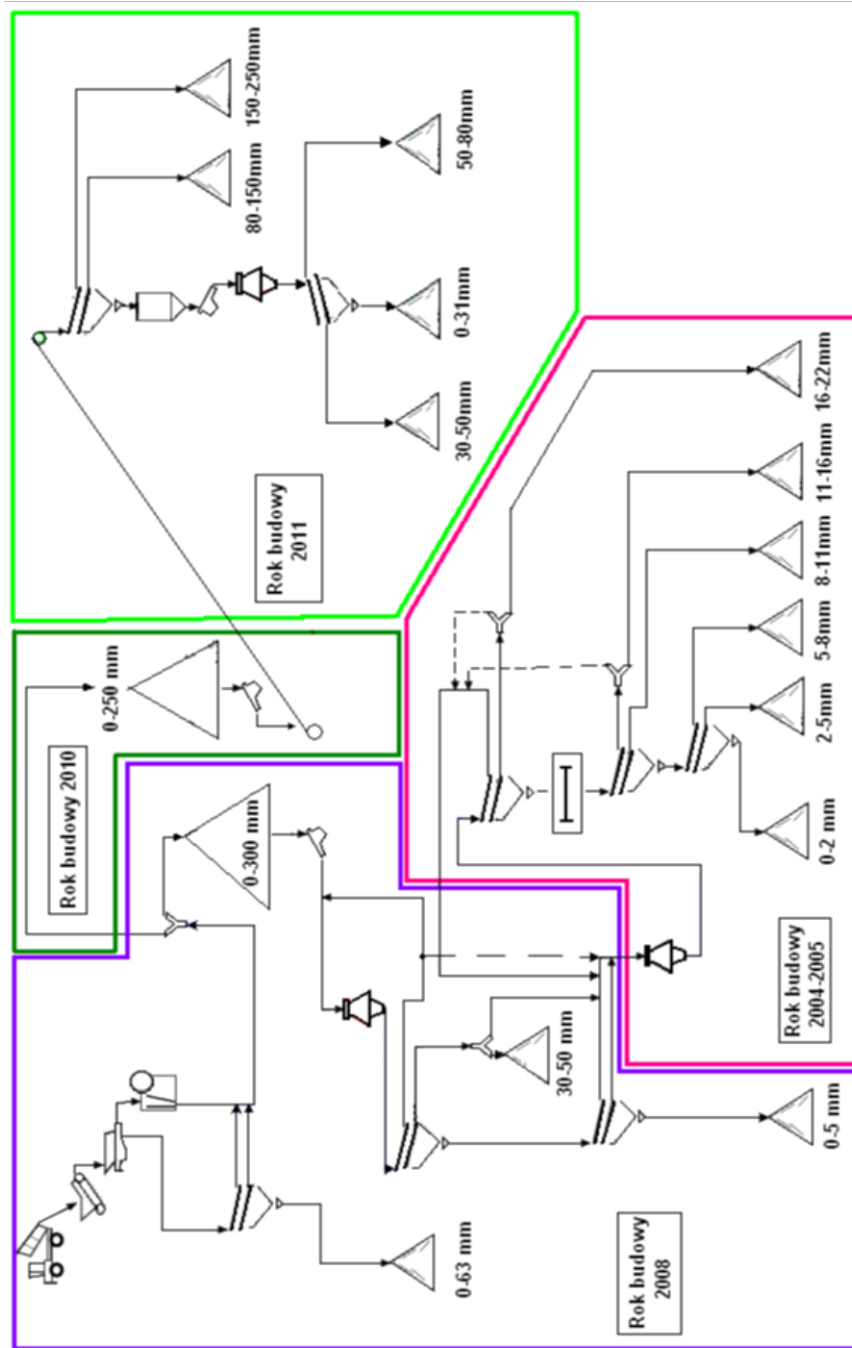 Rok budowy 2010
0-250 mm
0-300 mm
80-150mm
150-250mm
Rok budowy
2011
0-63 mm
30-50mm
0-31mm
50-80mm
30-50 mm
Rok budowy
2008
Rok budowy
2004-2005
0-5 mm
0-2 mm
2-5mm
5-8mm
8-11mm
11-16mm
16-22mm